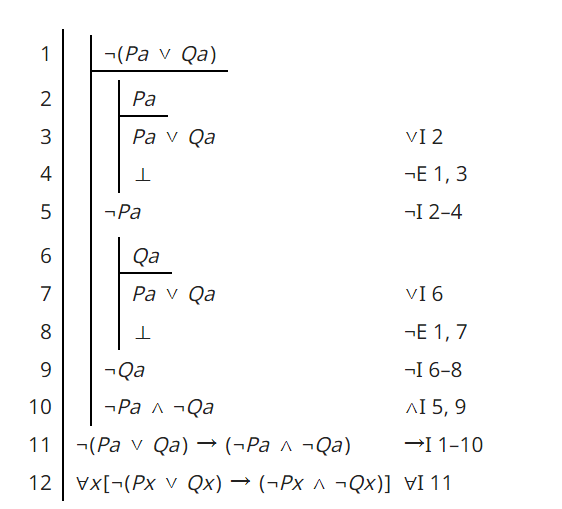 1 ¬(Pa ∨ Qa)
2 Pa
3 Pa ∨ Qa ∨I 2
4 ⊥ ¬E 1, 3
5 ¬Pa ¬I 2–4
6 Qa
7 Pa ∨ Qa ∨I 6
8 ⊥ ¬E 1, 7
9 ¬Qa ¬I 6–8
10 ¬Pa ∧ ¬Qa ∧I 5, 9
11 ¬(Pa ∨ Qa) → (¬Pa ∧ ¬Qa) →I 1–10
12 ∀x[¬(Px ∨ Qx) → (¬Px ∧ ¬Qx)] ∀I 11